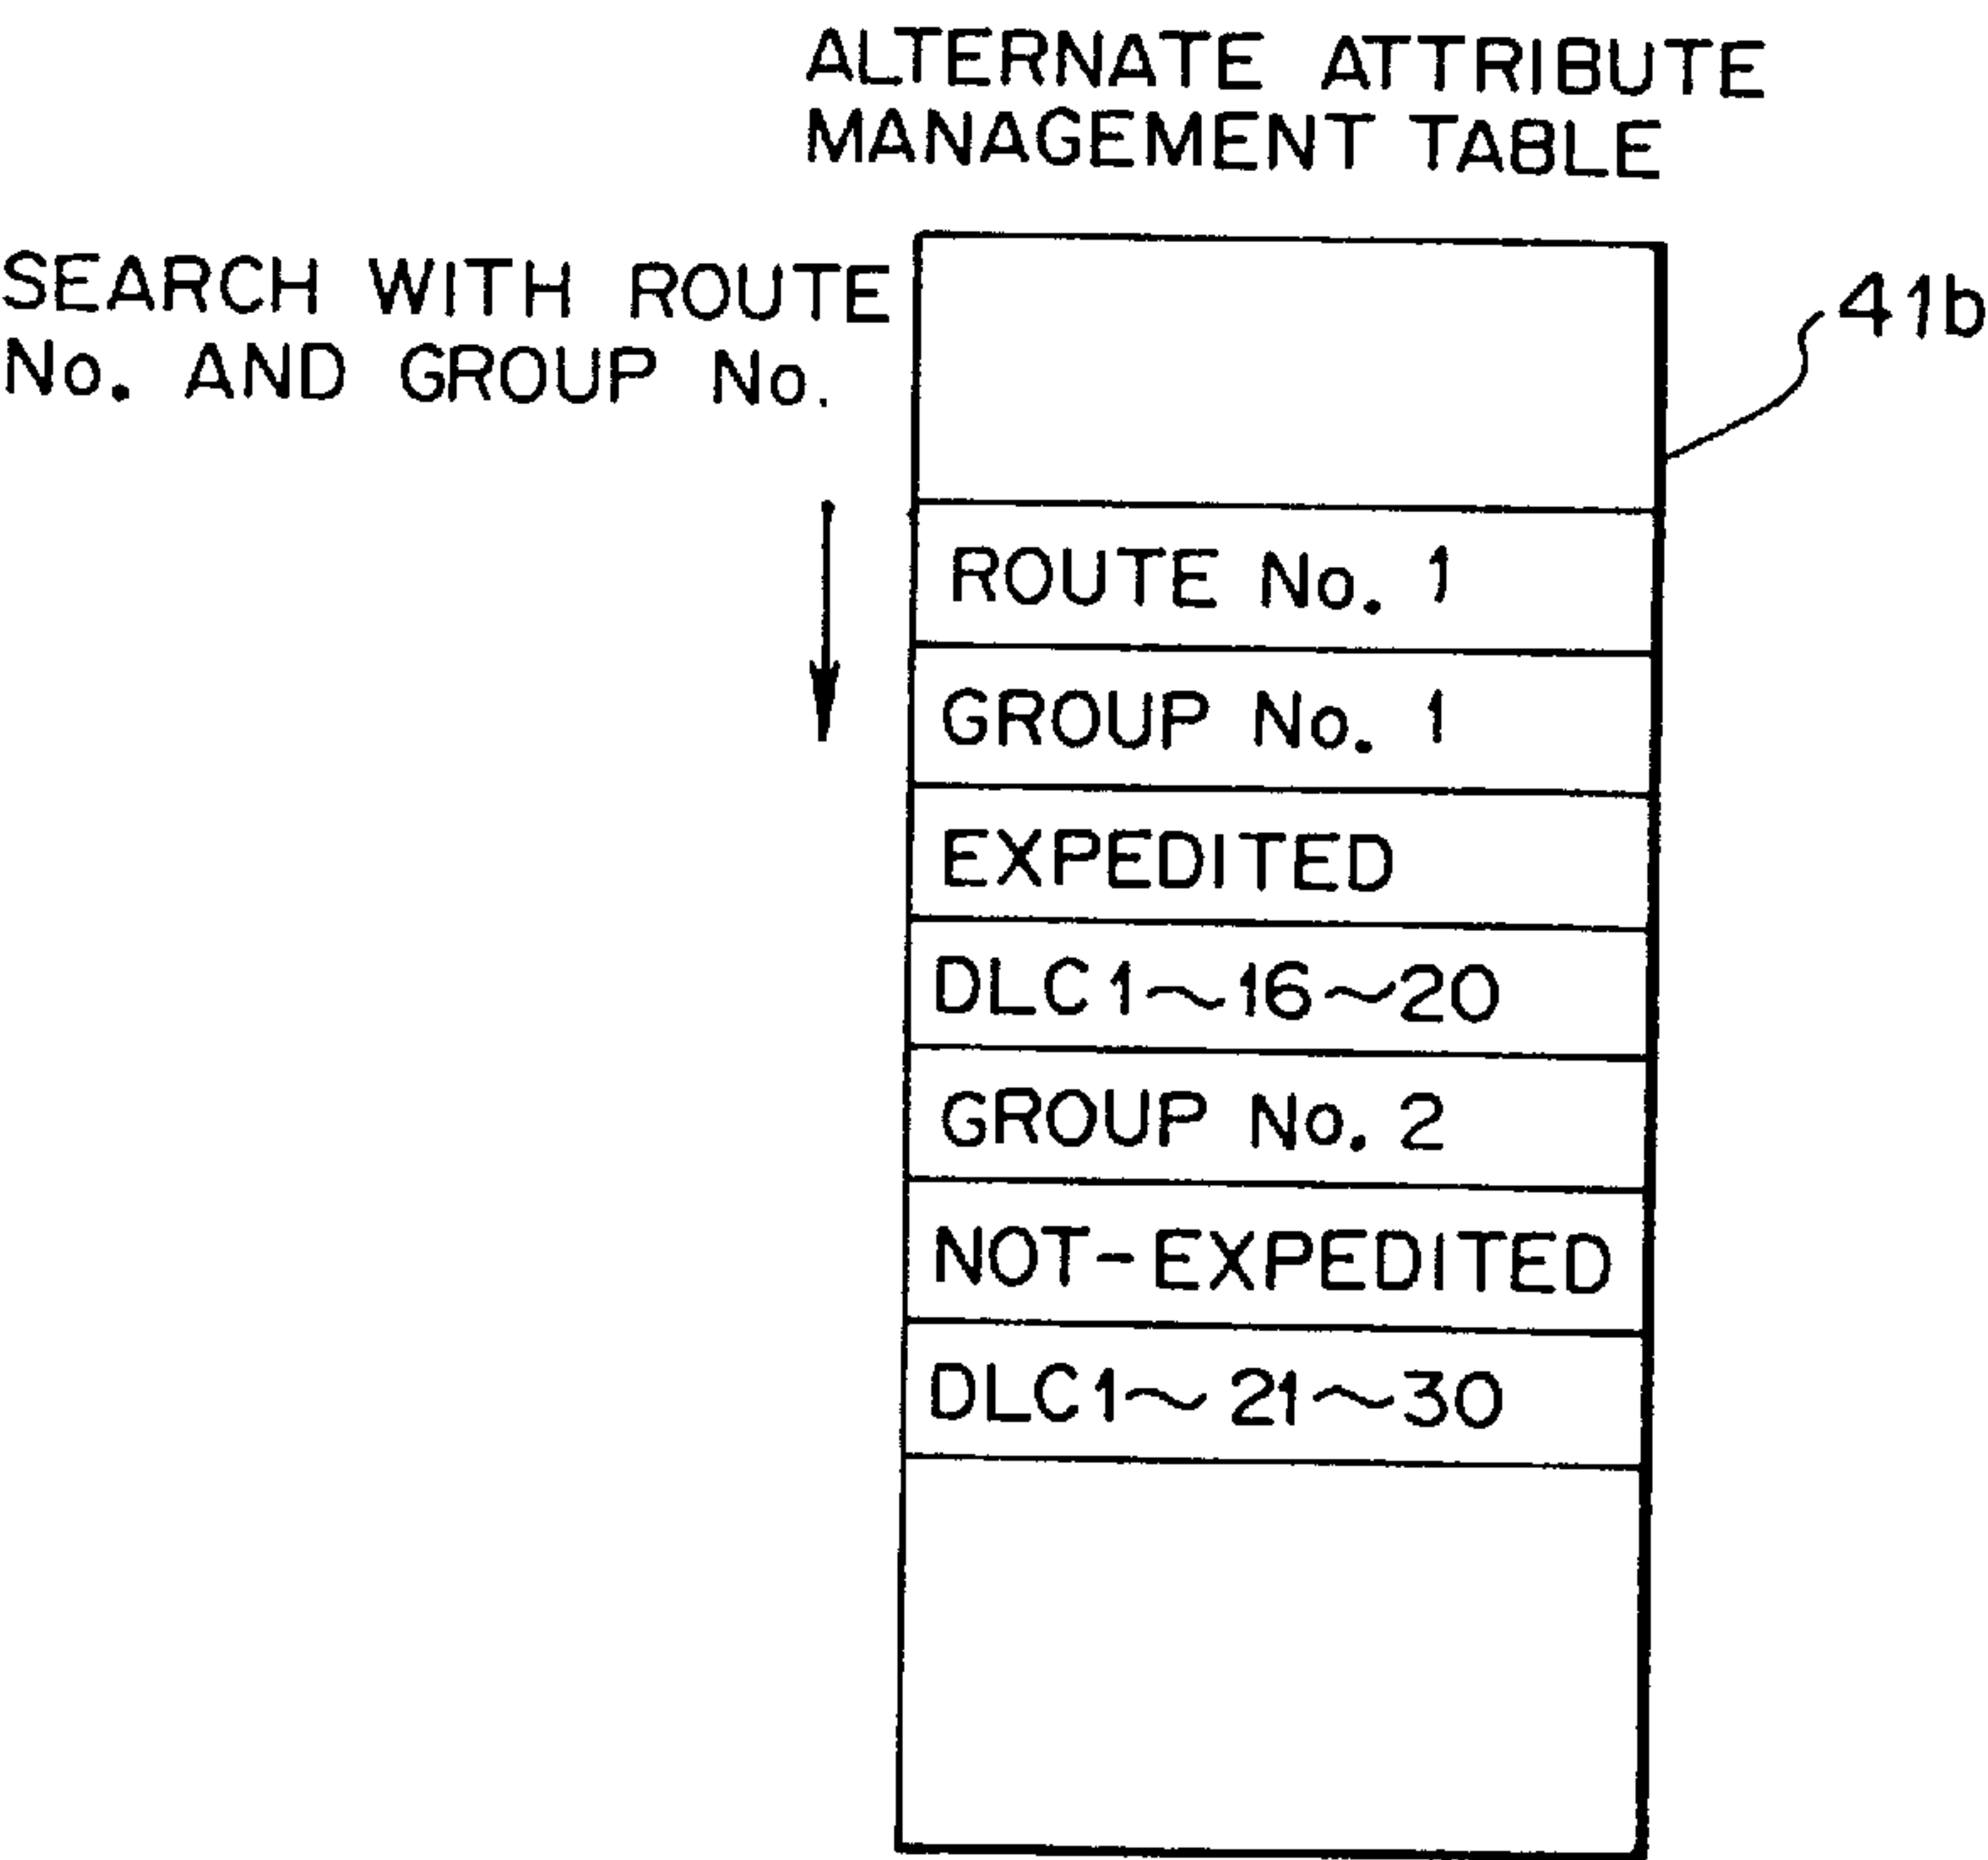 ALTERNATE ATTRIBUTE
MANAGEMENT TABLE
SEARCH WITH ROUTE
No. AND GROUP No.
41b
ROUTE No. 1
GROUP No. 1
EXPEDITED
DLC1~16~20
GROUP No. 2
NOT-EXPEDITED
DLC1~ 21~30